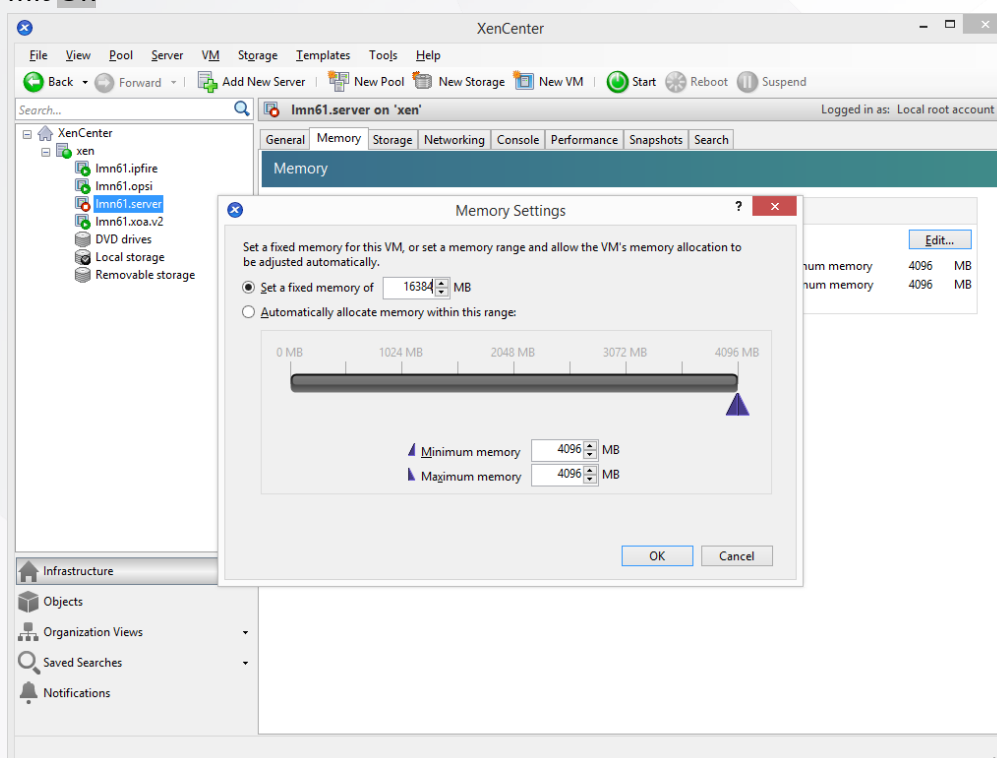 XenCenter
File View Pool Server VM Storage Templates Tools Help
Back Forward Add New Server New Pool New Storage New VM Start Reboot Suspend
Search...
lmn61.server on 'xen' Logged in as: Local root account
XenCenter
xen
lmn61.ipfire
lmn61.opsi
lmn61.server
lmn61.xoa.v2
DVD drives
Local storage
Removable storage
General Memory Storage Networking Console Performance Snapshots Search
Memory
Edit...
num memory 4096 MB
num memory 4096 MB
Memory Settings ?
Set a fixed memory for this VM, or set a memory range and allow the VM's memory allocation to
be adjusted automatically.
Set a fixed memory of 16384 MB
Automatically allocate memory within this range:
0 MB 1024 MB 2048 MB 3072 MB 4096 MB
Minimum memory 4096 MB
Maximum memory 4096 MB
OK Cancel
Infrastructure
Objects
Organization Views
Saved Searches
Notifications